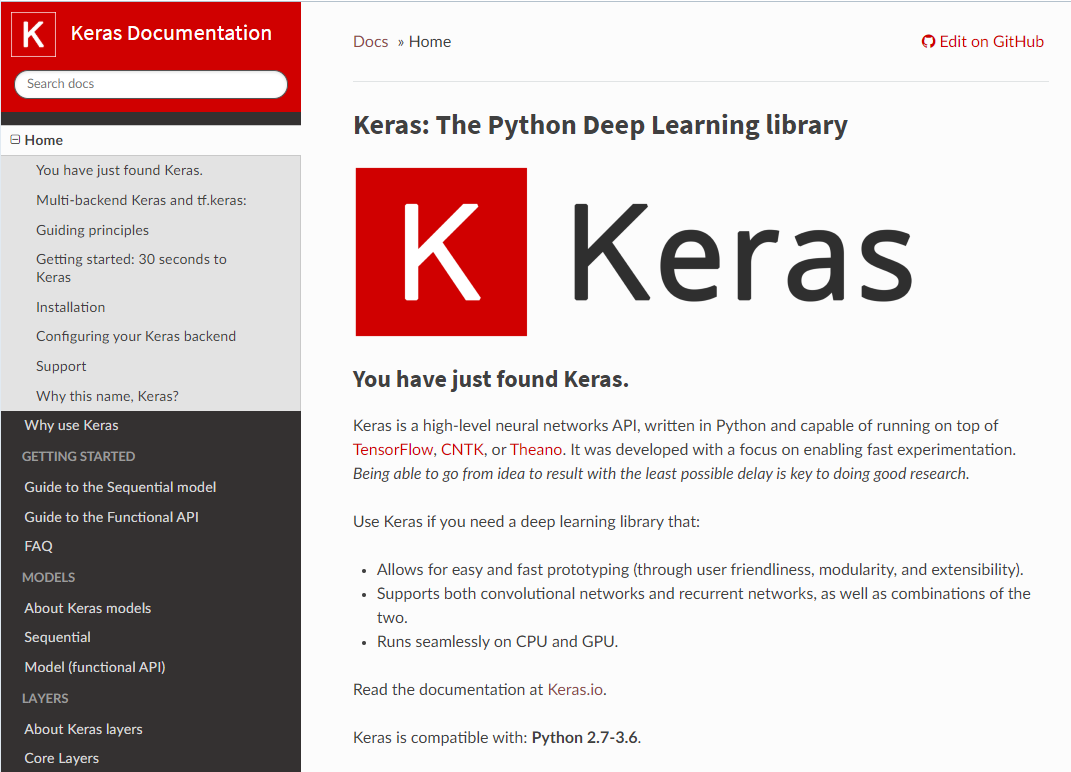 K Keras Documentation
Search docs
Home
You have just found Keras.
Multi-backend Keras and tf.keras:
Guiding principles
Getting started: 30 seconds to
Keras
Installation
Configuring your Keras backend
Support
Why this name, Keras?
Why use Keras
GETTING STARTED
Guide to the Sequential model
Guide to the Functional API
FAQ
MODELS
About Keras models
Sequential
Model (functional API)
LAYERS
About Keras layers
Core Layers
Docs » Home
Edit on GitHub
Keras: The Python Deep Learning library
K Keras
You have just found Keras.
Keras is a high-level neural networks API, written in Python and capable of running on top of
TensorFlow, CNTK, or Theano. It was developed with a focus on enabling fast experimentation.
Being able to go from idea to result with the least possible delay is key to doing good research.
Use Keras if you need a deep learning library that:
• Allows for easy and fast prototyping (through user friendliness, modularity, and extensibility).
• Supports both convolutional networks and recurrent networks, as well as combinations of the
two.
• Runs seamlessly on CPU and GPU.
Read the documentation at Keras.io.
Keras is compatible with: Python 2.7-3.6.